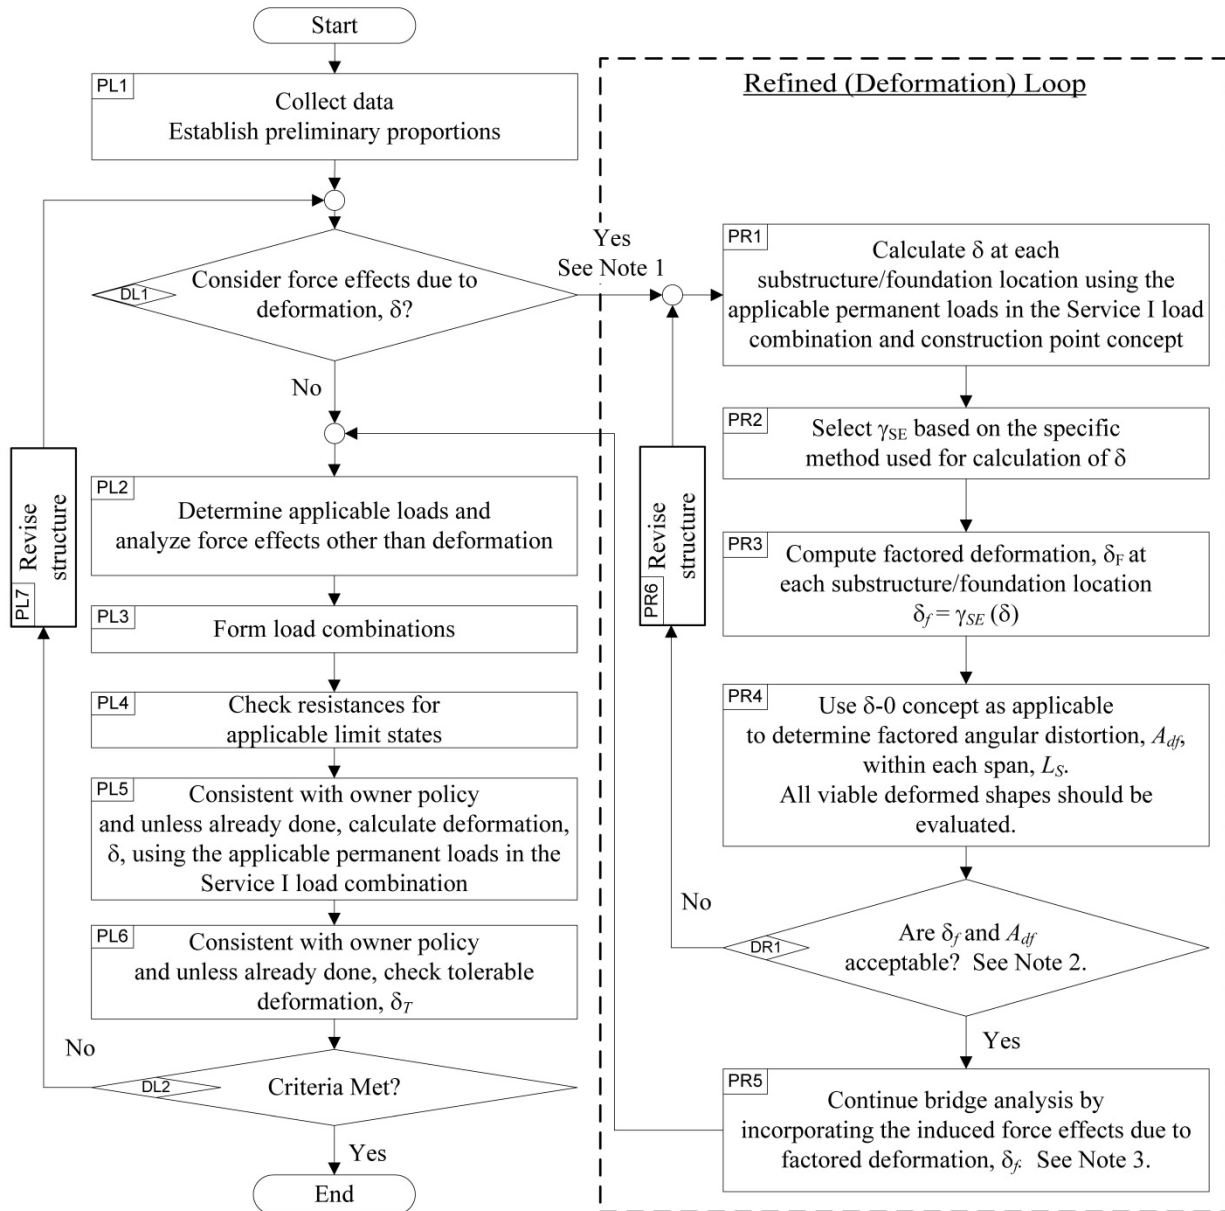 Start
PL1
Collect data
Establish preliminary proportions
DL1
Consider force effects due to
deformation, δ?
Yes
See Note 1
No
PL2
Determine applicable loads and
analyze force effects other than deformation
PL3
Form load combinations
PL4
Check resistances for
applicable limit states
PL5
Consistent with owner policy
and unless already done, calculate deformation,
δ, using the applicable permanent loads in the
Service I load combination
PL6
Consistent with owner policy
and unless already done, check tolerable
deformation, δT
DL2
Criteria Met?
No
Yes
End
PL7
Revise
structure
Refined (Deformation) Loop
PR1
Calculate δ at each
substructure/foundation location using the
applicable permanent loads in the Service I load
combination and construction point concept
PR2
Select γSE based on the specific
method used for calculation of δ
PR3
Compute factored deformation, δF at
each substructure/foundation location
δf = γSE (δ)
PR4
Use δ-0 concept as applicable
to determine factored angular distortion, Adf,
within each span, LS.
All viable deformed shapes should be
evaluated.
DR1
Are δf and Adf
acceptable? See Note 2.
No
Yes
PR5
Continue bridge analysis by
incorporating the induced force effects due to
factored deformation, δf. See Note 3.
PR6
Revise
structure